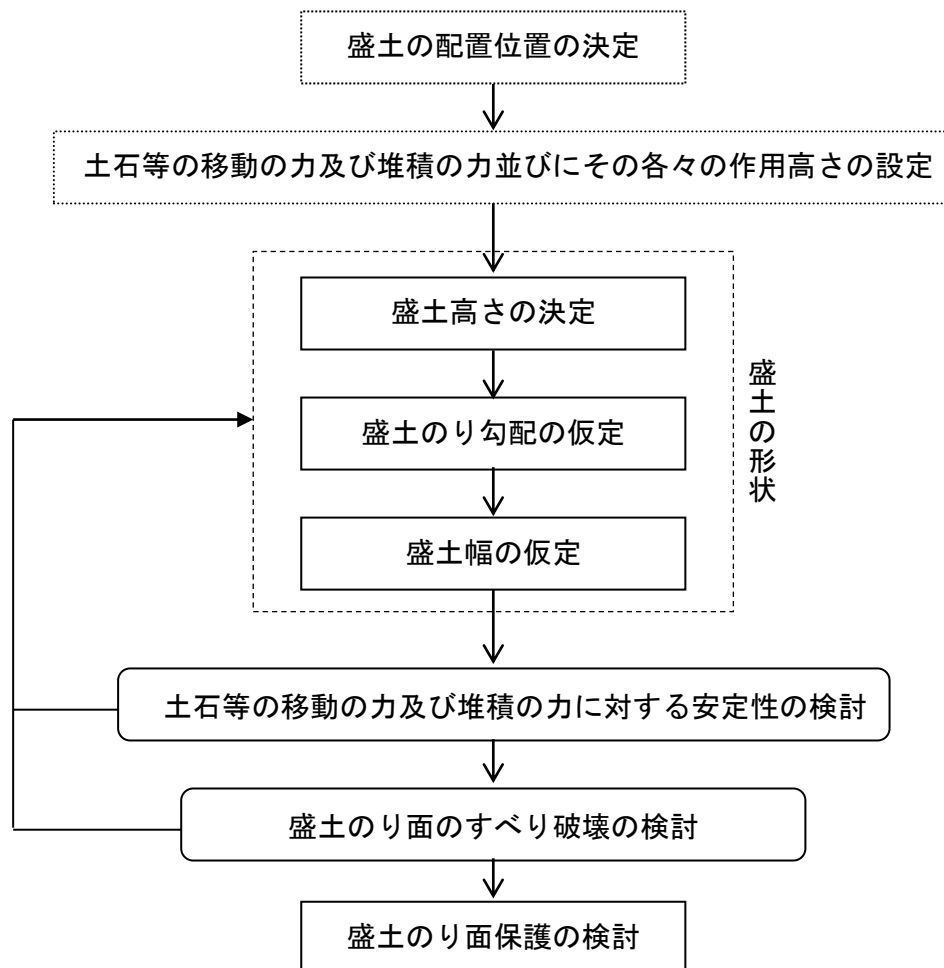 盛土の配置位置の決定
土石等の移動の力及び堆積の力並びにその各々の作用高さの設定
盛土高さの決定
盛土のり勾配の仮定
盛土幅の仮定
盛土の形状
土石等の移動の力及び堆積の力に対する安定性の検討
盛土のり面のすべり破壊の検討
盛土のり面保護の検討